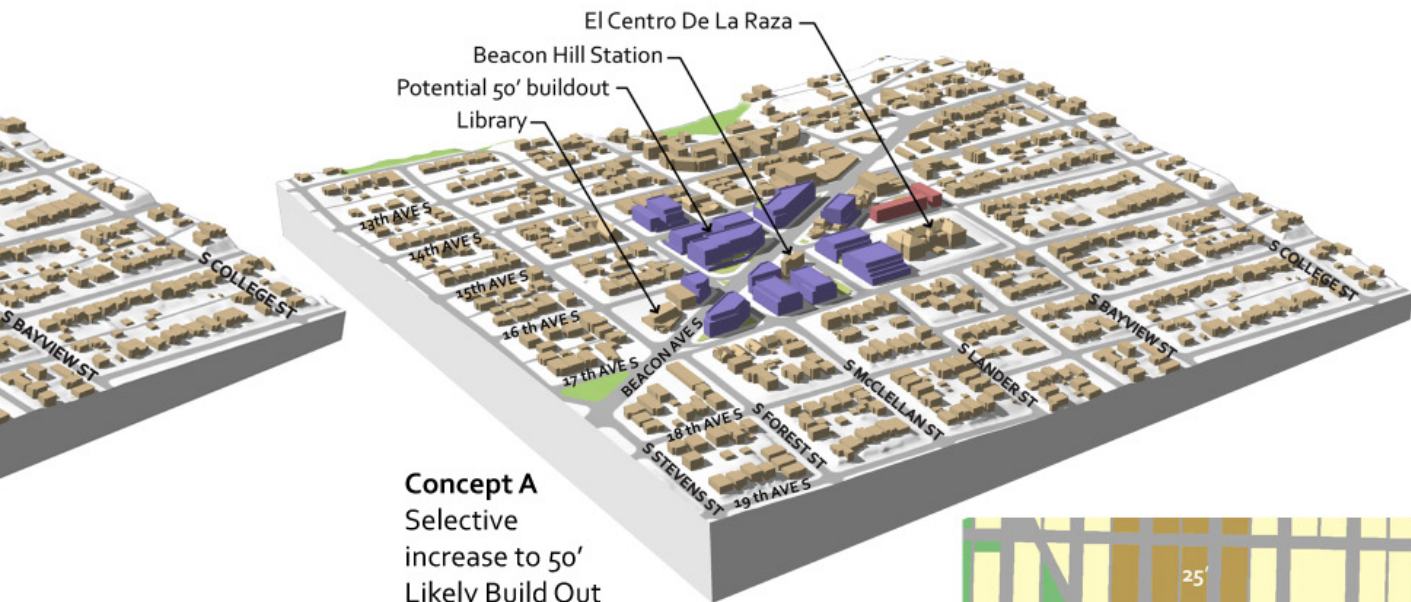 El Centro De La Raza
Beacon Hill Station
Potential 50' buildout
Library
13th AVE S
14th AVE S
15th AVE S
16 th AVE S
17 th AVE S
BEACON AVE S
18 th AVE S
19 th AVE S
S STEVENS ST
S FOREST ST
S McCLELLAN ST
S LANDER ST
S BAYVIEW ST
S COLLEGE ST
S BAYVIEW ST
S COLLEGE ST
Concept A
Selective
increase to 50'
Likely Build Out
25'